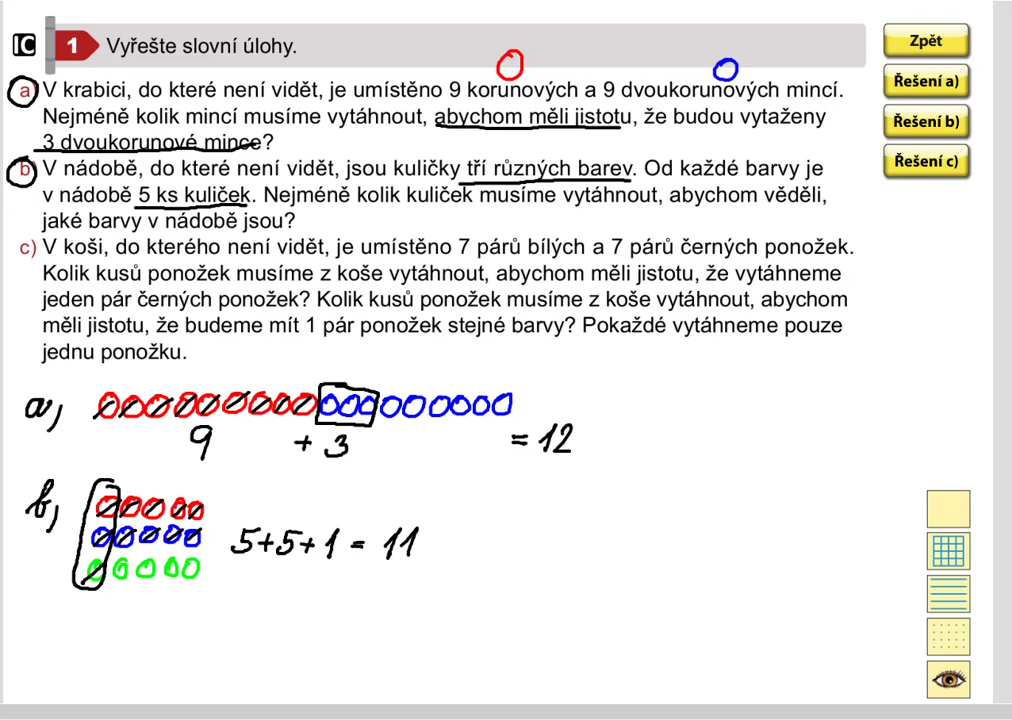 IC 1 Vyřešte slovní úlohy.
Zpět
Řešení a)
Řešení b)
Řešení c)
a) V krabici, do které není vidět, je umístěno 9 korunových a 9 dvoukorunových mincí.
Nejméně kolik mincí musíme vytáhnout, abychom měli jistotu, že budou vytaženy
3 dvoukorunové mince?
b) V nádobě, do které není vidět, jsou kuličky tří různých barev. Od každé barvy je
v nádobě 5 ks kuliček. Nejméně kolik kuliček musíme vytáhnout, abychom věděli,
jaké barvy v nádobě jsou?
c) V koši, do kterého není vidět, je umístěno 7 párů bílých a 7 párů černých ponožek.
Kolik kusů ponožek musíme z koše vytáhnout, abychom měli jistotu, že vytáhneme
jeden pár černých ponožek? Kolik kusů ponožek musíme z koše vytáhnout, abychom
měli jistotu, že budeme mít 1 pár ponožek stejné barvy? Pokaždé vytáhneme pouze
jednu ponožku.
a)
9 + 3 = 12
b)
5+5+1 = 11